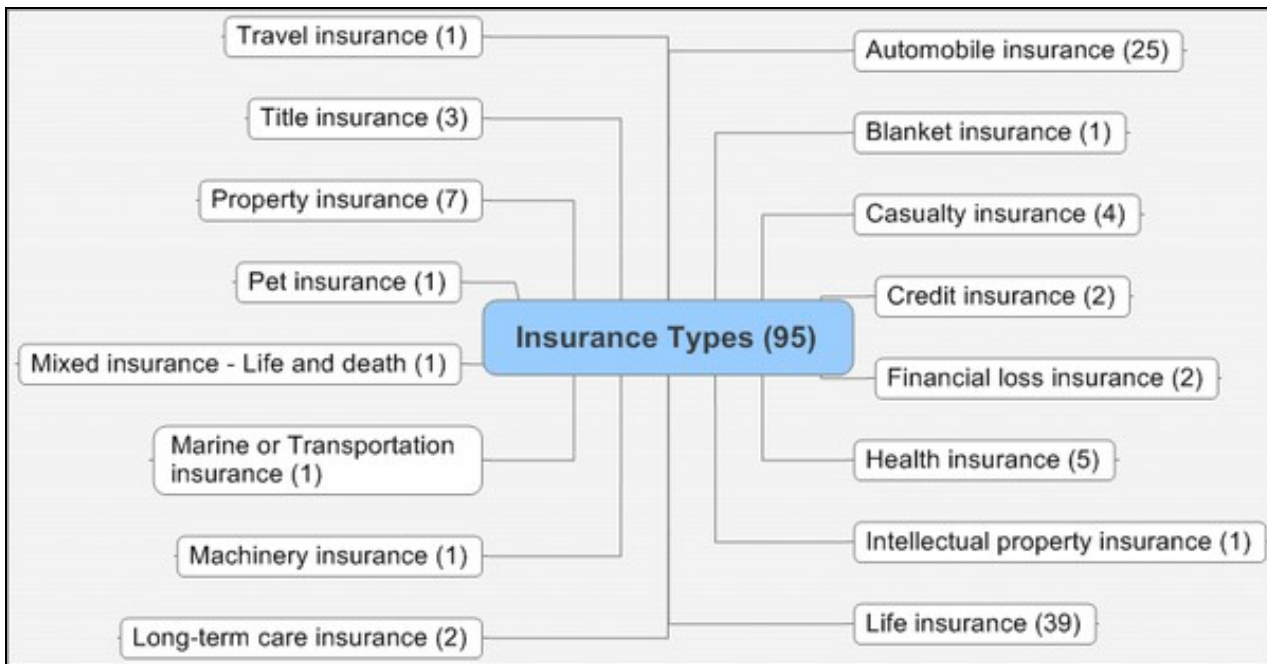 Travel insurance (1)
Title insurance (3)
Property insurance (7)
Pet insurance (1)
Mixed insurance - Life and death (1)
Marine or Transportation
insurance (1)
Machinery insurance (1)
Long-term care insurance (2)
Insurance Types (95)
Automobile insurance (25)
Blanket insurance (1)
Casualty insurance (4)
Credit insurance (2)
Financial loss insurance (2)
Health insurance (5)
Intellectual property insurance (1)
Life insurance (39)